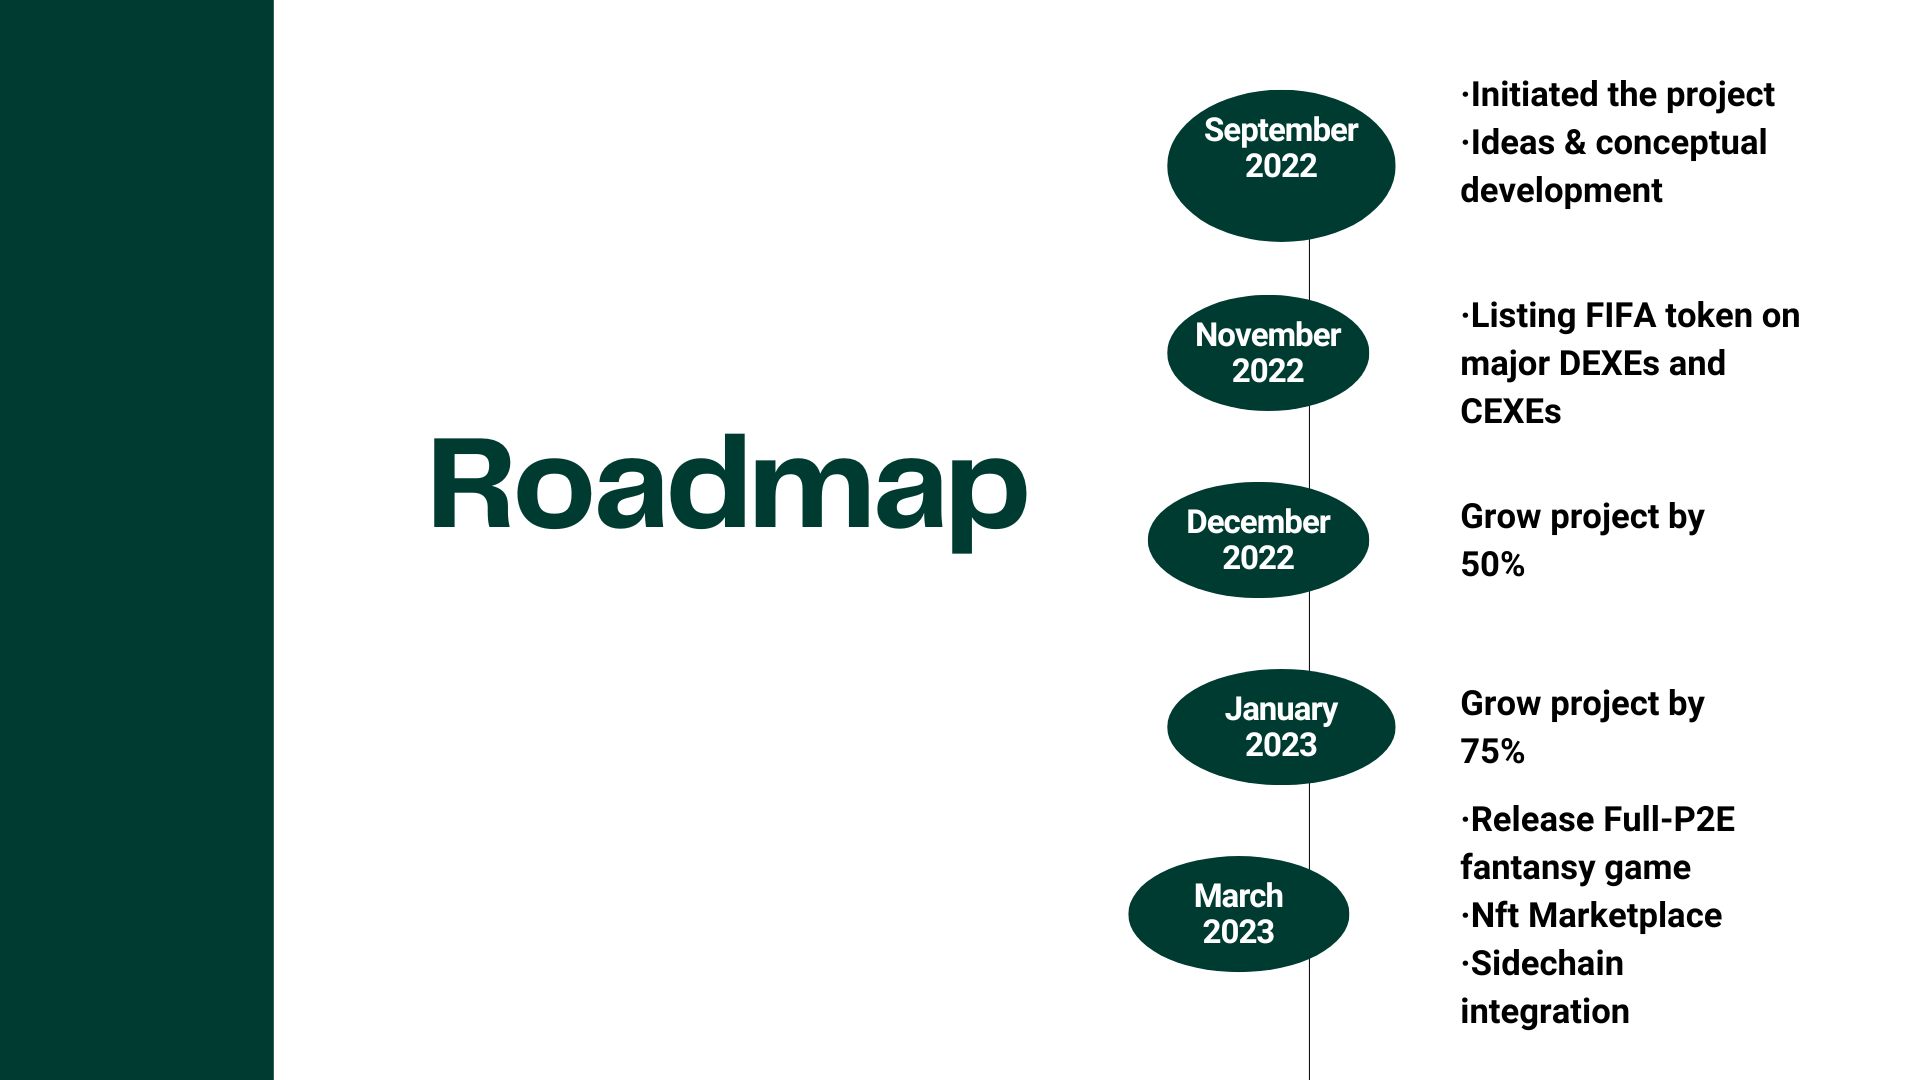 Roadmap
September
2022
·Initiated the project
·Ideas & conceptual
development
November
2022
·Listing FIFA token on
major DEXEs and
CEXEs
December
2022
Grow project by
50%
January
2023
Grow project by
75%
March
2023
·Release Full-P2E
fantansy game
·Nft Marketplace
·Sidechain
integration